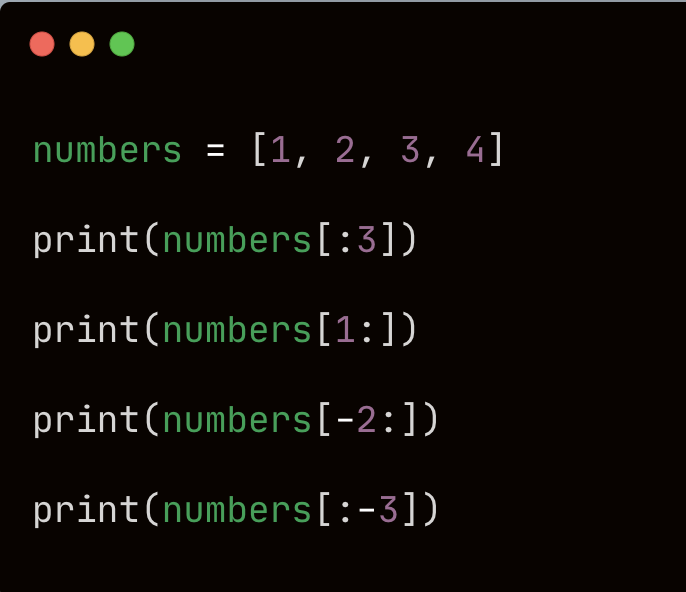 numbers = [1, 2, 3, 4]
print(numbers[:3])
print(numbers[1:])
print(numbers[-2:])
print(numbers[:-3])